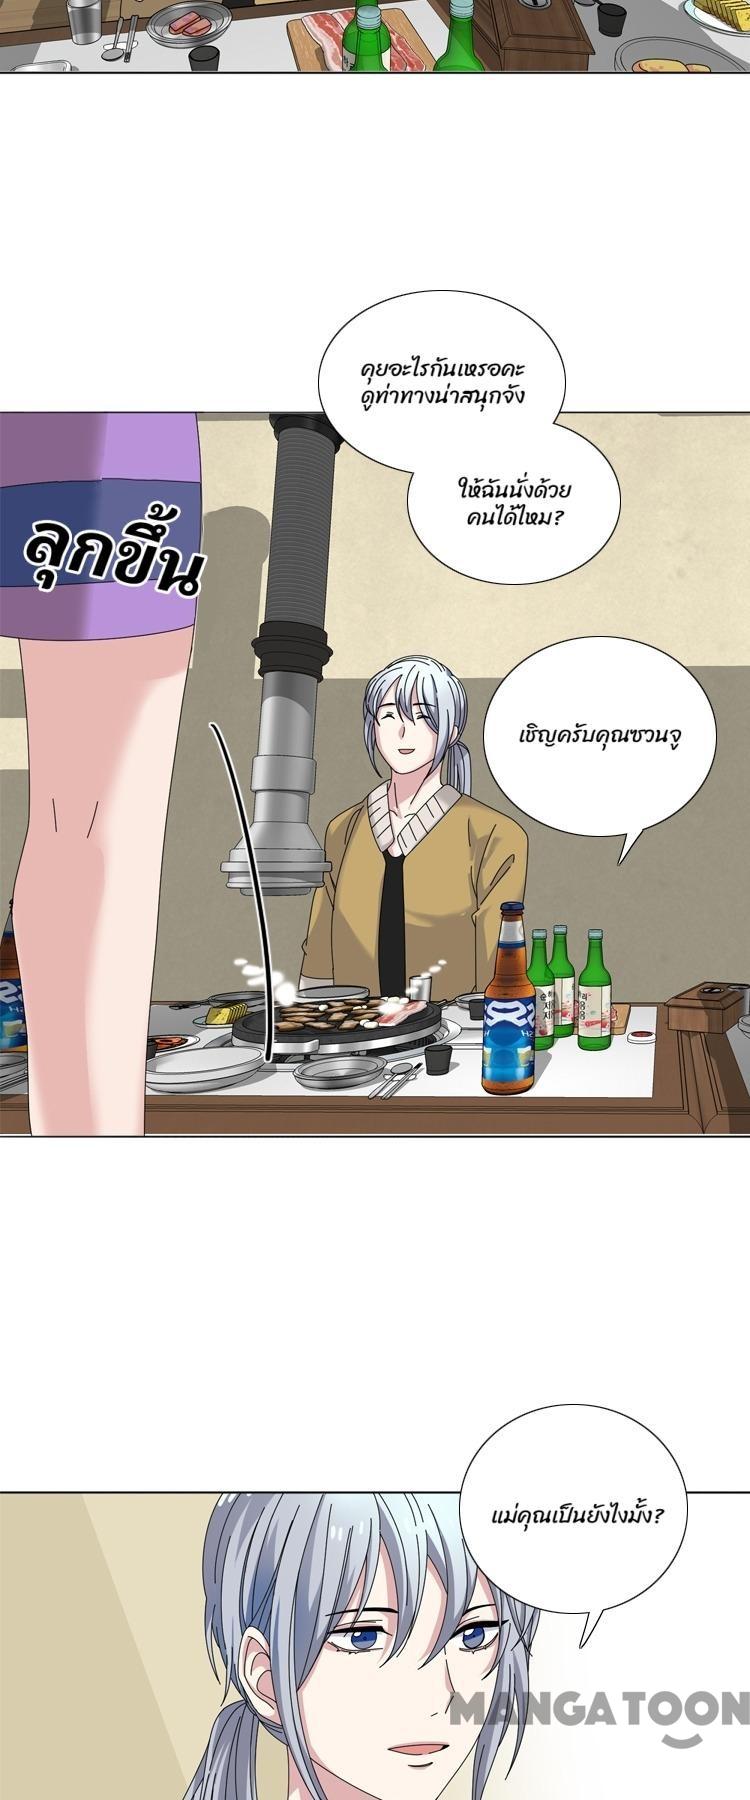 คุยอะไรกันเหรอคะ
ดูท่าทางน่าสนุกจัง
ให้ฉันนั่งด้วย
คนได้ไหม?
ลุกขึ้น
เชิญครับคุณซวนจู
แม่คุณเป็นยังไงมั้ง?
MANGATOON